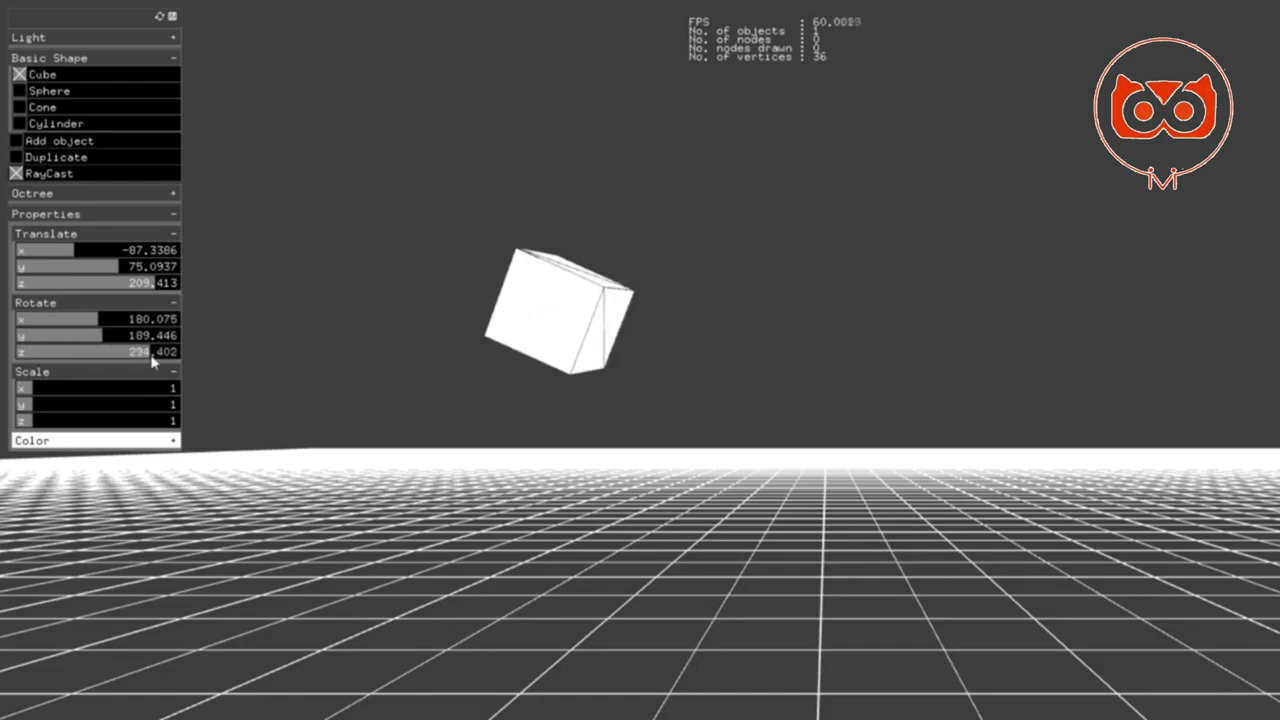 Light +
Basic Shape -
Cube
Sphere
Cone
Cylinder
Add object
Duplicate
RayCast
Octree +
Properties -
Translate -
x -87.3386
y 75.0937
z 209.413
Rotate -
x 180.075
y 189.446
z 294.402
Scale -
x 1
y 1
z 1
Color +
FPS :
No. of objects : 1
No. of nodes : 0
No. nodes drawn : 0
No. of vertices : 36